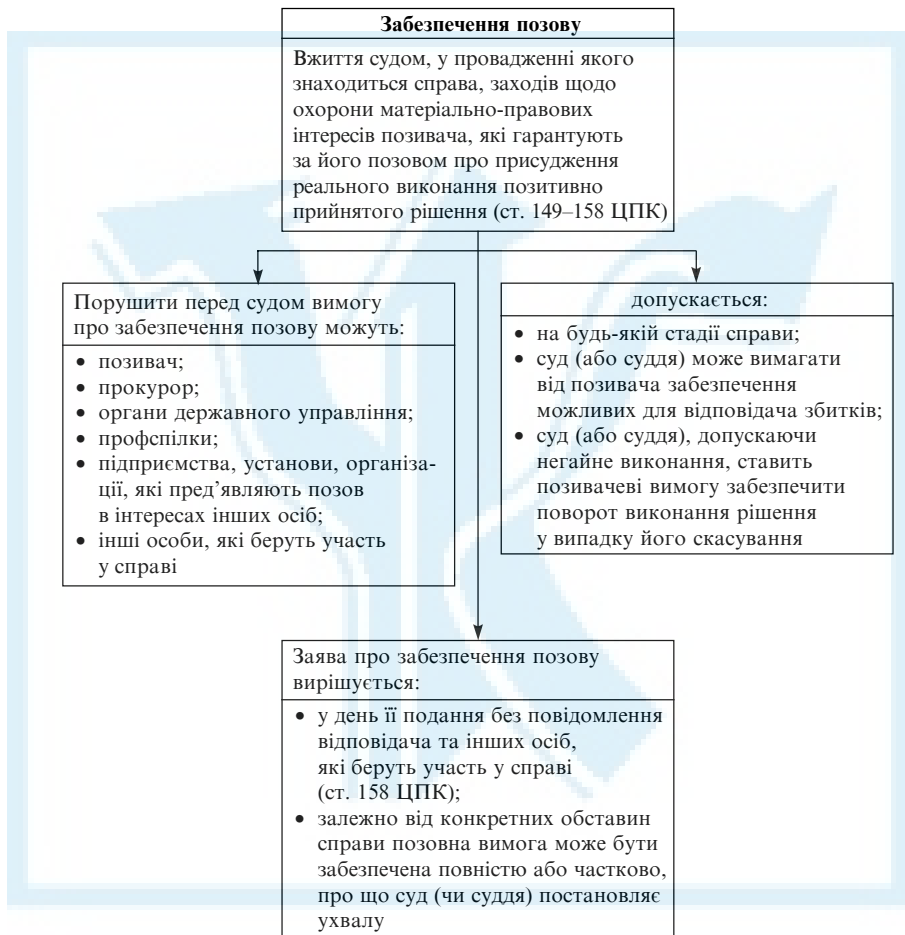 Забезпечення позову
Вжиття судом, у провадженні якого
знаходиться справа, заходів щодо
охорони матеріально-правових
інтересів позивача, які гарантують
за його позовом про присудження
реального виконання позитивно
прийнятого рішення (ст. 149–158 ЦПК)
Порушити перед судом вимогу
про забезпечення позову можуть:
• позивач;
• прокурор;
• органи державного управління;
• профспілки;
• підприємства, установи, організа-
ції, які пред’являють позов
в інтересах інших осіб;
• інші особи, які беруть участь
у справі
допускається:
• на будь-якій стадії справи;
• суд (або суддя) може вимагати
від позивача забезпечення
можливих для відповідача збитків;
• суд (або суддя), допускаючи
негайне виконання, ставить
позивачеві вимогу забезпечити
поворот виконання рішення
у випадку його скасування
Заява про забезпечення позову
вирішується:
• у день її подання без повідомлення
відповідача та інших осіб,
які беруть участь у справі
(ст. 158 ЦПК);
• залежно від конкретних обставин
справи позовна вимога може бути
забезпечена повністю або частково,
про що суд (чи суддя) постановляє
ухвалу